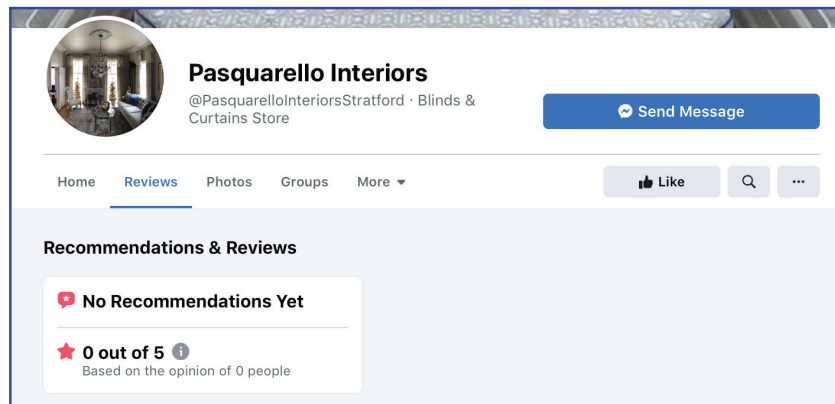 Pasquarello Interiors
@PasquarelloInteriorsStratford · Blinds &
Curtains Store
Send Message
Home Reviews Photos Groups More
Like
Recommendations & Reviews
No Recommendations Yet
0 out of 5
Based on the opinion of 0 people